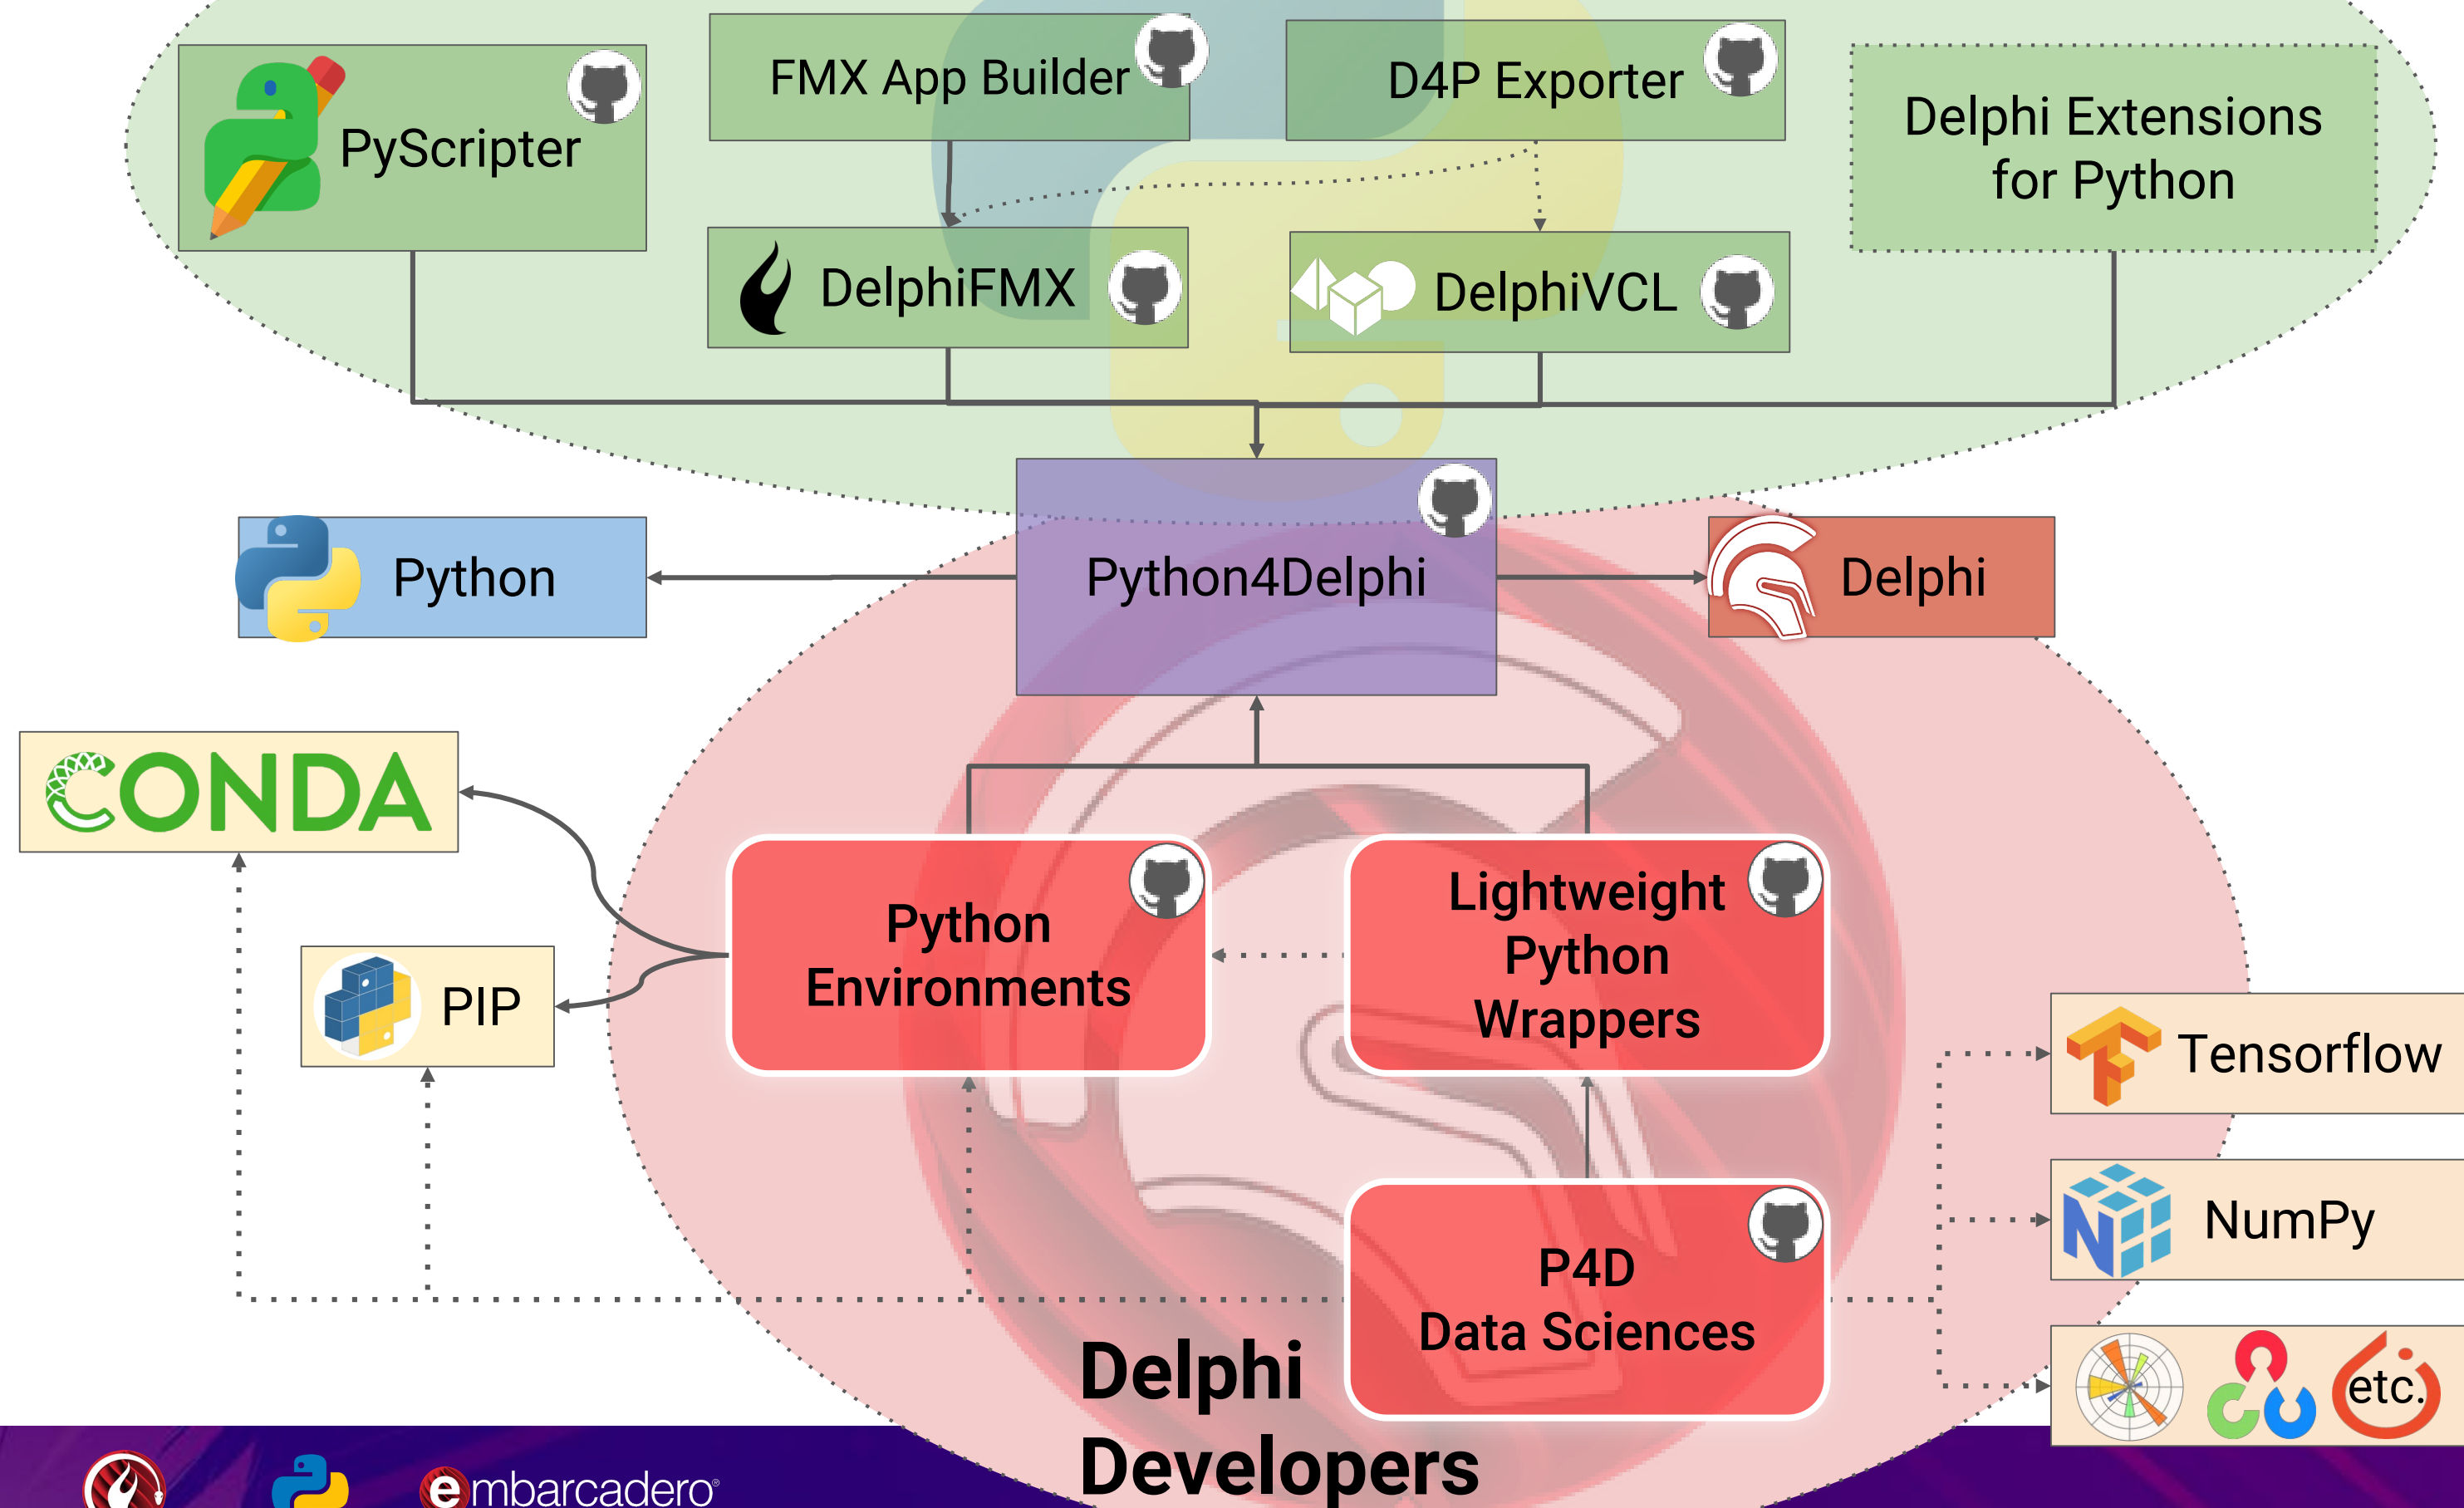 FMX App Builder
D4P Exporter
PyScripter
Delphi Extensions
for Python
DelphiFMX
DelphiVCL
Python
Python4Delphi
Delphi
CONDA
Python
Environments
Lightweight
Python
Wrappers
PIP
Tensorflow
NumPy
P4D
Data Sciences
etc.
Delphi
Developers
embarcadero®